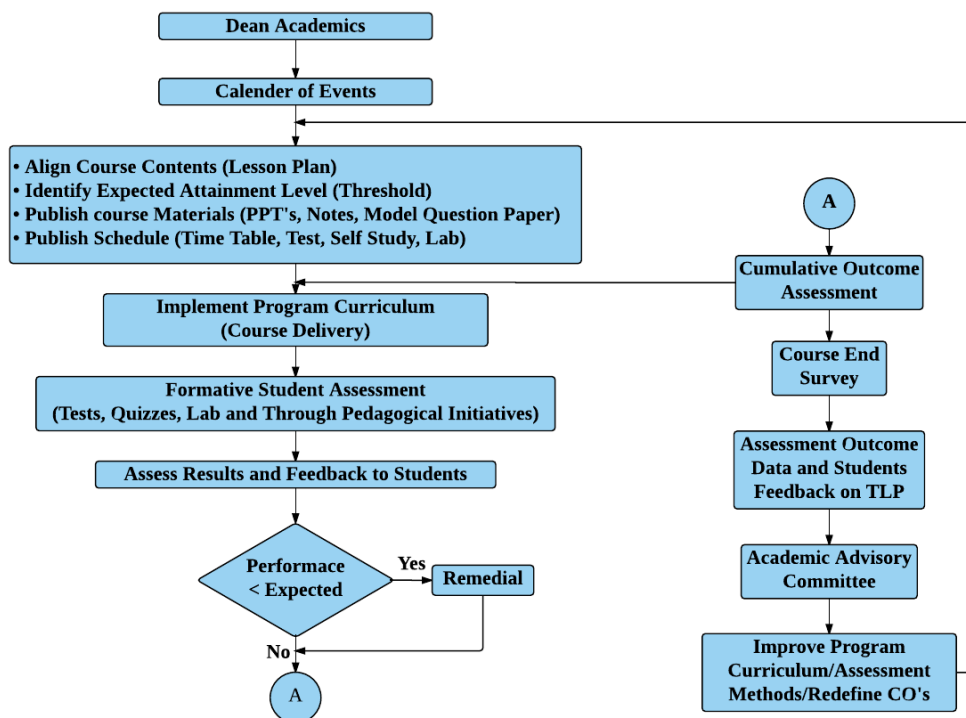 Dean Academics
Calender of Events
• Align Course Contents (Lesson Plan)
• Identify Expected Attainment Level (Threshold)
• Publish course Materials (PPT's, Notes, Model Question Paper)
• Publish Schedule (Time Table, Test, Self Study, Lab)
Implement Program Curriculum
(Course Delivery)
Formative Student Assessment
(Tests, Quizzes, Lab and Through Pedagogical Initiatives)
Assess Results and Feedback to Students
Performace
< Expected
Yes
Remedial
No
A
A
Cumulative Outcome
Assessment
Course End
Survey
Assessment Outcome
Data and Students
Feedback on TLP
Academic Advisory
Committee
Improve Program
Curriculum/Assessment
Methods/Redefine CO's